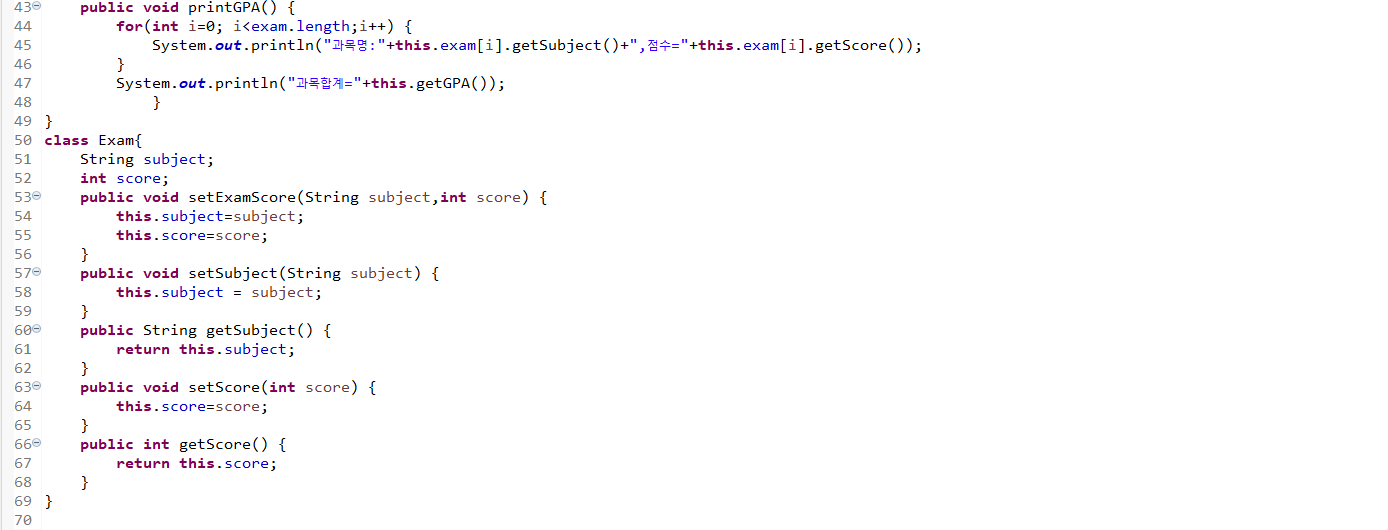 43 public void printGPA() {
44 for(int i=0; i<exam.length;i++) {
45 System.out.println("과목명:"+this.exam[i].getSubject()+",점수="+this.exam[i].getScore());
46 }
47 System.out.println("과목합계="+this.getGPA());
48 }
49 }
50 class Exam{
51 String subject;
52 int score;
53 public void setExamScore(String subject,int score) {
54 this.subject=subject;
55 this.score=score;
56 }
57 public void setSubject(String subject) {
58 this.subject = subject;
59 }
60 public String getSubject() {
61 return this.subject;
62 }
63 public void setScore(int score) {
64 this.score=score;
65 }
66 public int getScore() {
67 return this.score;
68 }
69 }
70